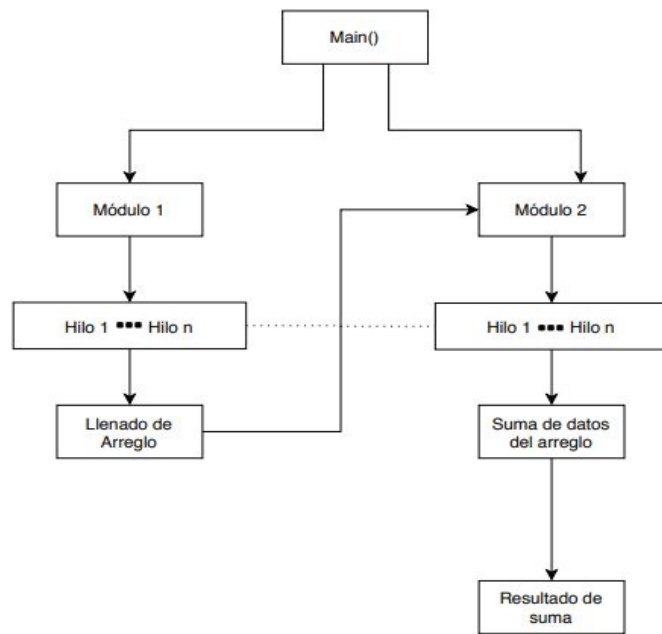 Main()
Módulo 1
Módulo 2
Hilo 1 ▪▪▪ Hilo n
Hilo 1 ▪▪▪ Hilo n
Llenado de
Arreglo
Suma de datos
del arreglo
Resultado de
suma